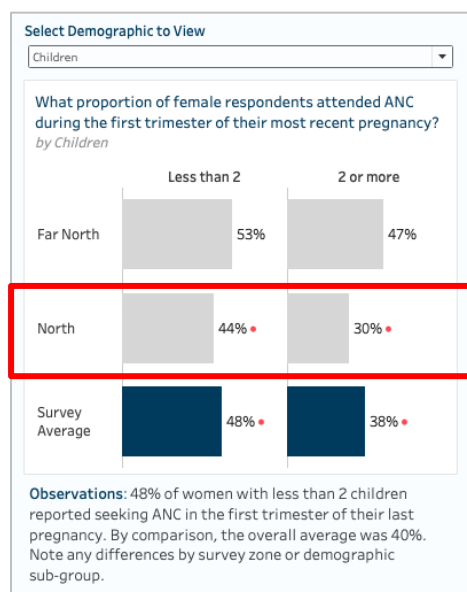 Select Demographic to View
Children
What proportion of female respondents attended ANC
during the first trimester of their most recent pregnancy?
by Children
Less than 2 2 or more
Far North 53% 47%
North 44% 30%
Survey
Average 48% 38%
Observations: 48% of women with less than 2 children
reported seeking ANC in the first trimester of their last
pregnancy. By comparison, the overall average was 40%.
Note any differences by survey zone or demographic
sub-group.